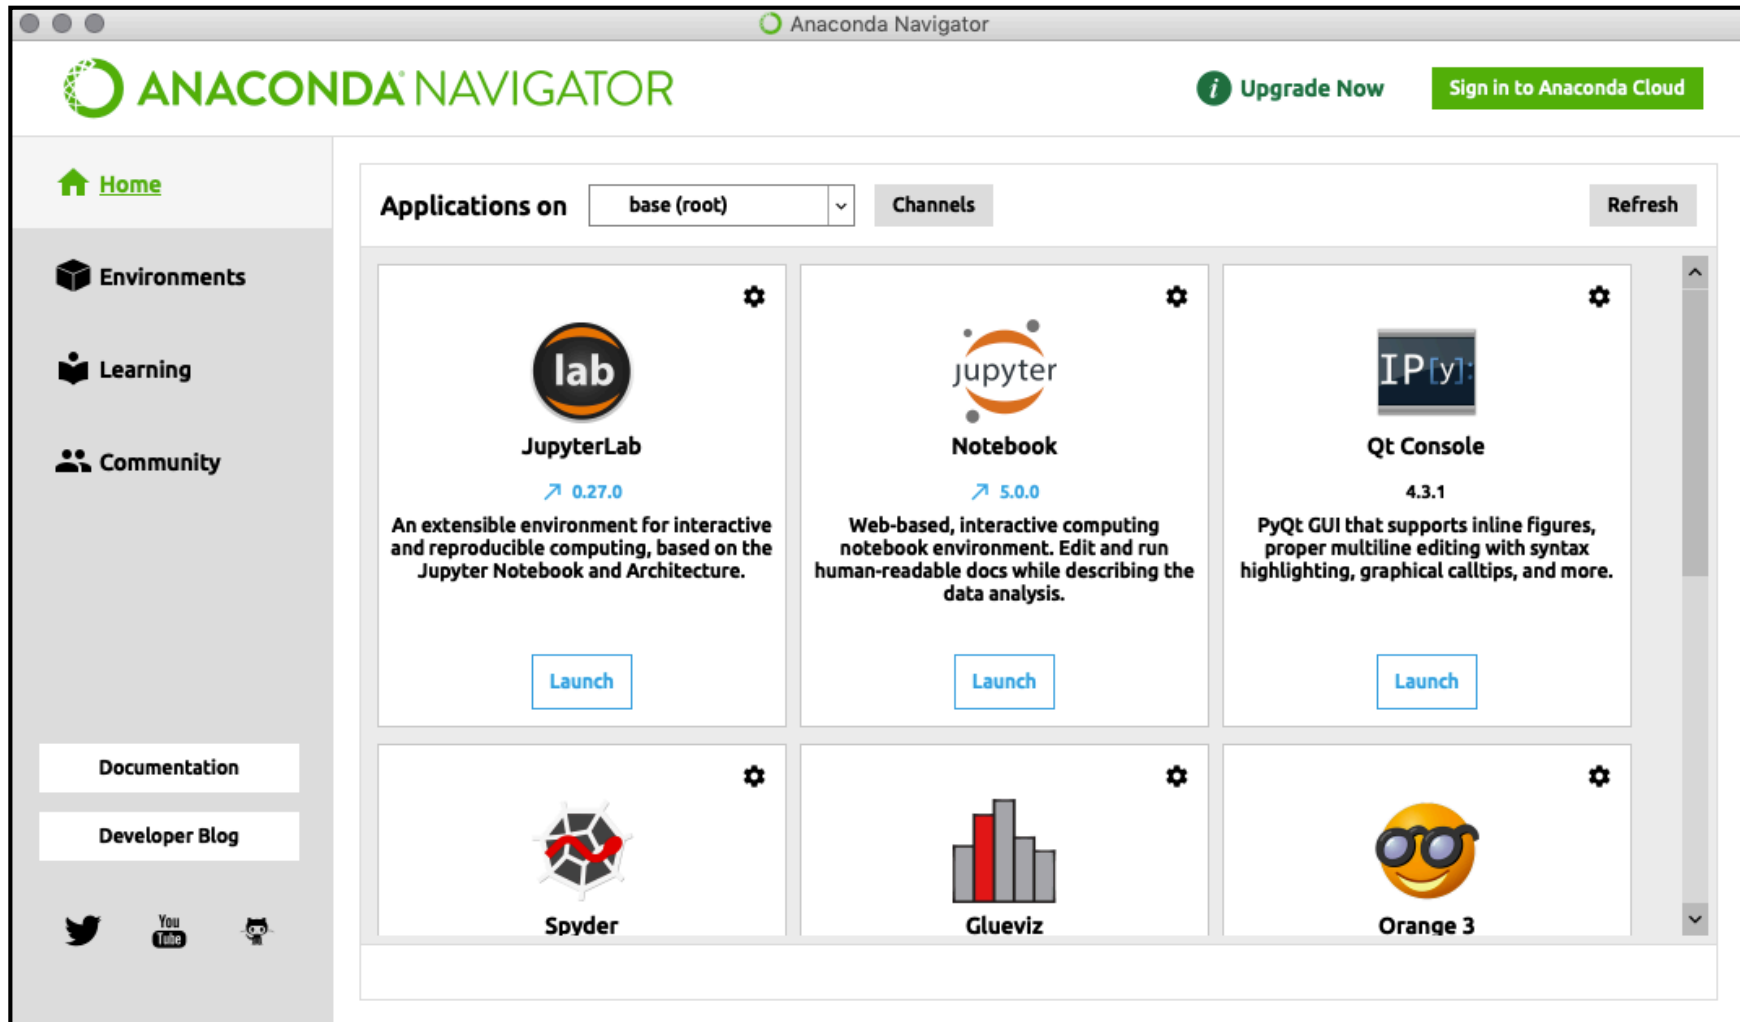 Anaconda Navigator
ANACONDA NAVIGATOR
Upgrade Now
Sign in to Anaconda Cloud
Home
Environments
Learning
Community
Documentation
Developer Blog
You
Tube
Applications on
base (root)
Channels
Refresh
lab
JupyterLab
0.27.0
An extensible environment for interactive
and reproducible computing, based on the
Jupyter Notebook and Architecture.
Launch
jupyter
Notebook
5.0.0
Web-based, interactive computing
notebook environment. Edit and run
human-readable docs while describing the
data analysis.
Launch
IP[y]:
Qt Console
4.3.1
PyQt GUI that supports inline figures,
proper multiline editing with syntax
highlighting, graphical calltips, and more.
Launch
Spyder
Glueviz
Orange 3